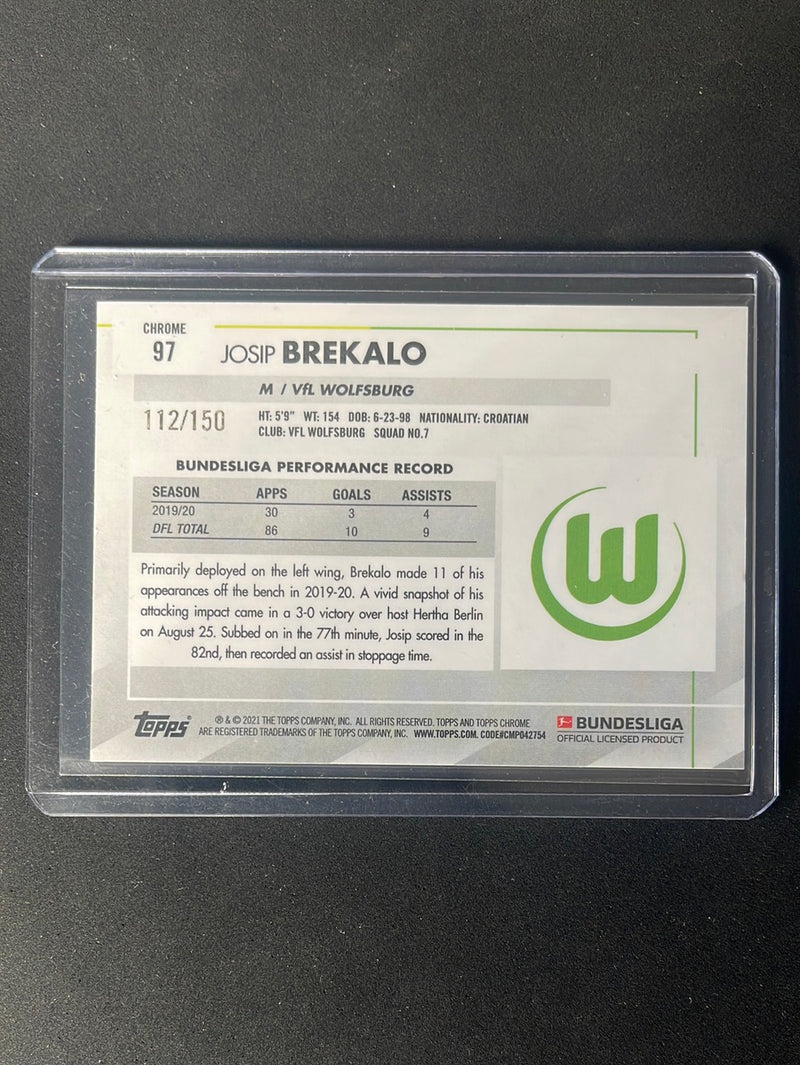 CHROME
97
JOSIP BREKALO
M / VfL WOLFSBURG
112/150
HT: 5'9" WT: 154 DOB: 6-23-98 NATIONALITY: CROATIAN
CLUB: VFL WOLFSBURG SQUAD NO.7
BUNDESLIGA PERFORMANCE RECORD
SEASON APPS GOALS ASSISTS
2019/20 30 3 4
DFL TOTAL 86 10 9
Primarily deployed on the left wing, Brekalo made 11 of his
appearances off the bench in 2019-20. A vivid snapshot of his
attacking impact came in a 3-0 victory over host Hertha Berlin
on August 25. Subbed on in the 77th minute, Josip scored in the
82nd, then recorded an assist in stoppage time.
W
Topps
® & © 2021 THE TOPPS COMPANY, INC. ALL RIGHTS RESERVED. TOPPS AND TOPPS CHROME
ARE REGISTERED TRADEMARKS OF THE TOPPS COMPANY, INC. WWW.TOPPS.COM. CODE#CMP042754
BUNDESLIGA
OFFICIAL LICENSED PRODUCT